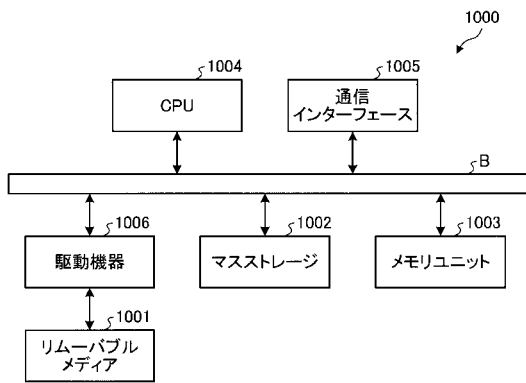 1000
1004
CPU
1005
通信
インターフェース
B
1006
駆動機器
1002
マスストレージ
1003
メモリユニット
1001
リムーバブル
メディア